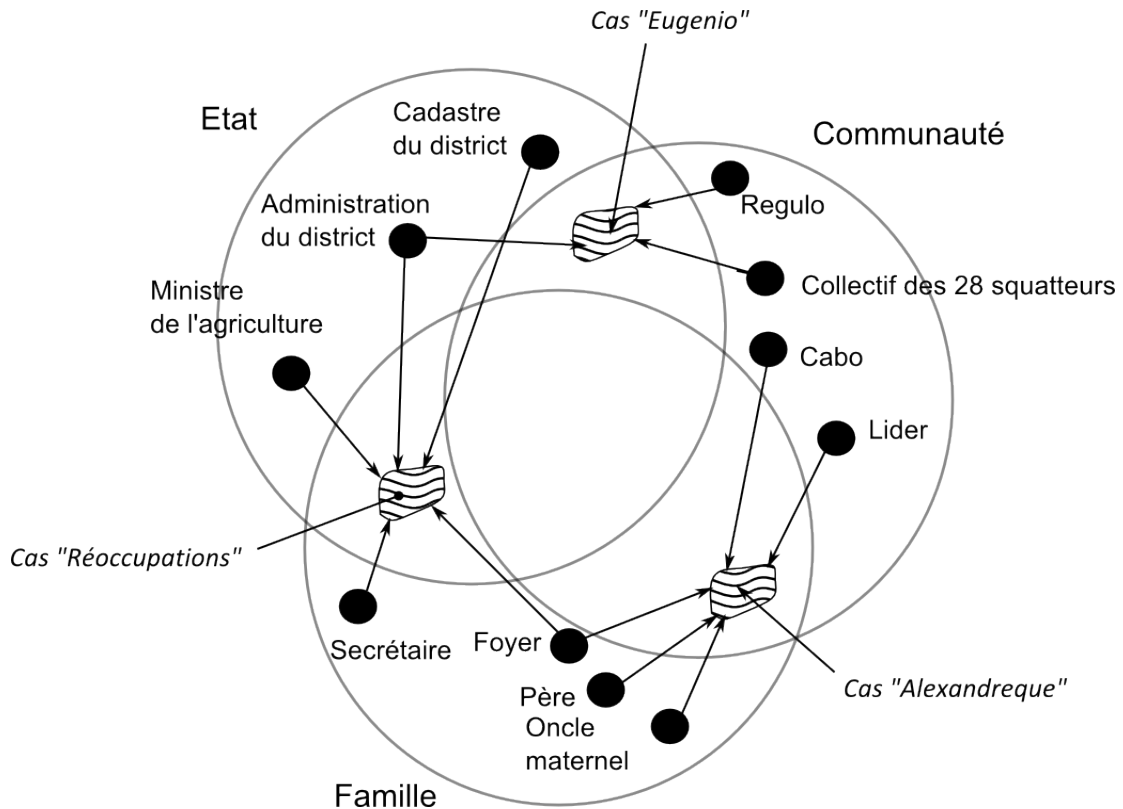 Cas "Eugenio"
Etat
Cadastre
du district
Communauté
Regulo
Administration
du district
Collectif des 28 squatteurs
Ministre
de l'agriculture
Cabo
Lider
Cas "Réoccupations"
Secrétaire
Foyer
Cas "Alexandreque"
Père
Oncle
maternel
Famille